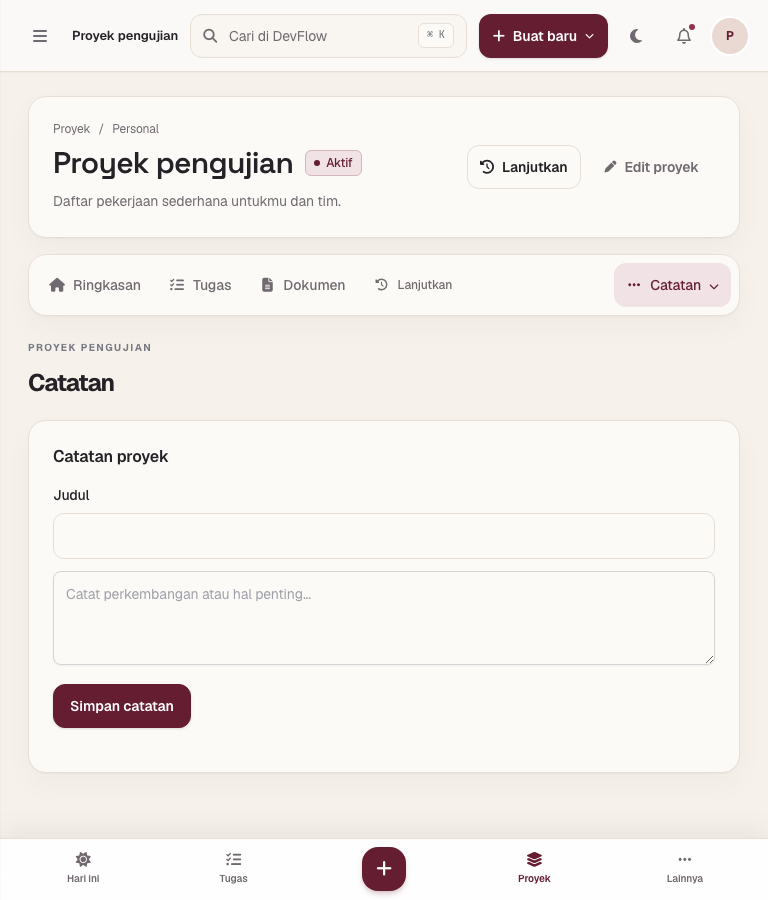 Proyek pengujian
Cari di DevFlow
⌘ K
Buat baru
P
Proyek / Personal
Proyek pengujian
Aktif
Daftar pekerjaan sederhana untukmu dan tim.
Lanjutkan
Edit proyek
Ringkasan
Tugas
Dokumen
Lanjutkan
Catatan
PROYEK PENGUJIAN
Catatan
Catatan proyek
Judul
Catat perkembangan atau hal penting...
Simpan catatan
Hari ini
Tugas
Proyek
Lainnya